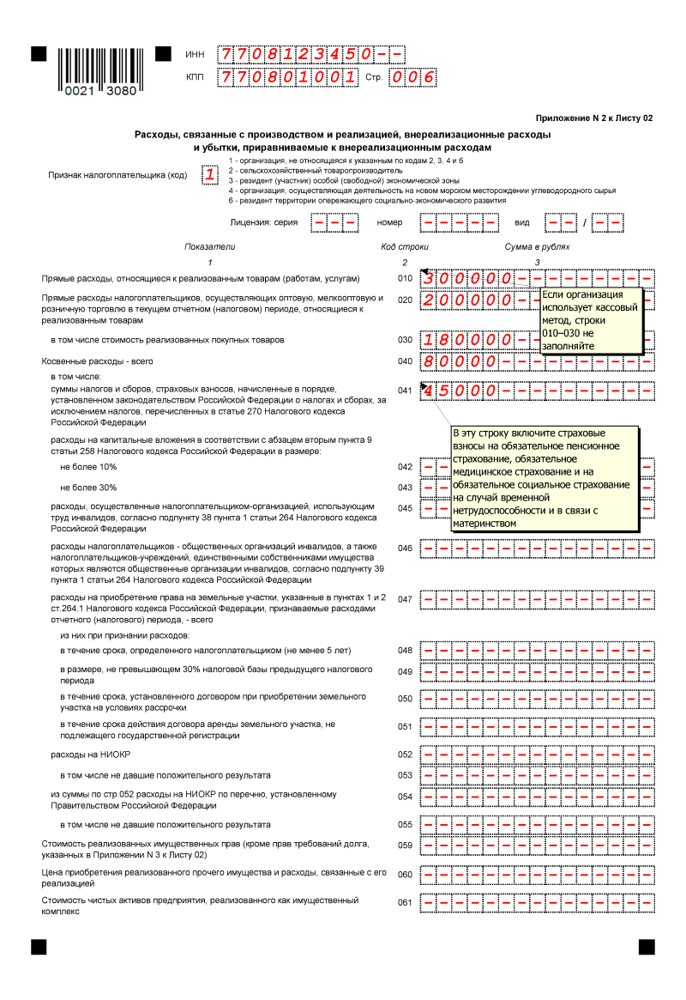 ИНН 7708123450--
КПП 770801001 Стр. 006
0021 3080
Приложение N 2 к Листу 02
Расходы, связанные с производством и реализацией, внереализационные расходы
и убытки, приравниваемые к внереализационным расходам
Признак налогоплательщика (код) 1
1 - организация, не относящаяся к указанным по кодам 2, 3, 4 и 6
2 - сельскохозяйственный товаропроизводитель
3 - резидент (участник) особой (свободной) экономической зоны
4 - организация, осуществляющая деятельность на новом морском месторождении углеводородного сырья
6 - резидент территории опережающего социально-экономического развития
Лицензия: серия --- номер ----- вид -- / --
Показатели Код строки Сумма в рублях
1 2 3
Прямые расходы, относящиеся к реализованным товарам (работам, услугам) 010 300000---------
Прямые расходы налогоплательщиков, осуществляющих оптовую, мелкооптовую и 020 200000--
розничную торговлю в текущем отчетном (налоговом) периоде, относящиеся к
реализованным товарам
Если организация
использует кассовый
метод, строки
010–030 не
заполняйте
в том числе стоимость реализованных покупных товаров 030 180000--
Косвенные расходы - всего 040 80000----------
в том числе:
суммы налогов и сборов, страховых взносов, начисленные в порядке, 041 45000----------
установленном законодательством Российской Федерации о налогах и сборах, за
исключением налогов, перечисленных в статье 270 Налогового кодекса
Российской Федерации
В эту строку включите страховые
взносы на обязательное пенсионное
страхование, обязательное
медицинское страхование и на
обязательное социальное страхование
на случай временной
нетрудоспособности и в связи с
материнством
расходы на капитальные вложения в соответствии с абзацем вторым пункта 9
статьи 258 Налогового кодекса Российской Федерации в размере:
не более 10% 042 --
не более 30% 043 --
расходы, осуществленные налогоплательщиком-организацией, использующим 045 --
труд инвалидов, согласно подпункту 38 пункта 1 статьи 264 Налогового кодекса
Российской Федерации
расходы налогоплательщиков - общественных организаций инвалидов, а также 046 ---------------
налогоплательщиков-учреждений, единственными собственниками имущества
которых являются общественные организации инвалидов, согласно подпункту 39
пункта 1 статьи 264 Налогового кодекса Российской Федерации
расходы на приобретение права на земельные участки, указанные в пунктах 1 и 2 047 ---------------
ст.264.1 Налогового кодекса Российской Федерации, признаваемые расходами
отчетного (налогового) периода, - всего
из них при признании расходов:
в течение срока, определенного налогоплательщиком (не менее 5 лет) 048 ---------------
в размере, не превышающем 30% налоговой базы предыдущего налогового 049 ---------------
периода
в течение срока, установленного договором при приобретении земельного 050 ---------------
участка на условиях рассрочки
в течение срока действия договора аренды земельного участка, не 051 ---------------
подлежащего государственной регистрации
расходы на НИОКР 052 ---------------
в том числе не давшие положительного результата 053 ---------------
из суммы по стр.052 расходы на НИОКР по перечню, установленному 054 ---------------
Правительством Российской Федерации
в том числе не давшие положительного результата 055 ---------------
Стоимость реализованных имущественных прав (кроме прав требований долга, 059 ---------------
указанных в Приложении N 3 к Листу 02)
Цена приобретения реализованного прочего имущества и расходы, связанные с его 060 ---------------
реализацией
Стоимость чистых активов предприятия, реализованного как имущественный 061 ---------------
комплекс